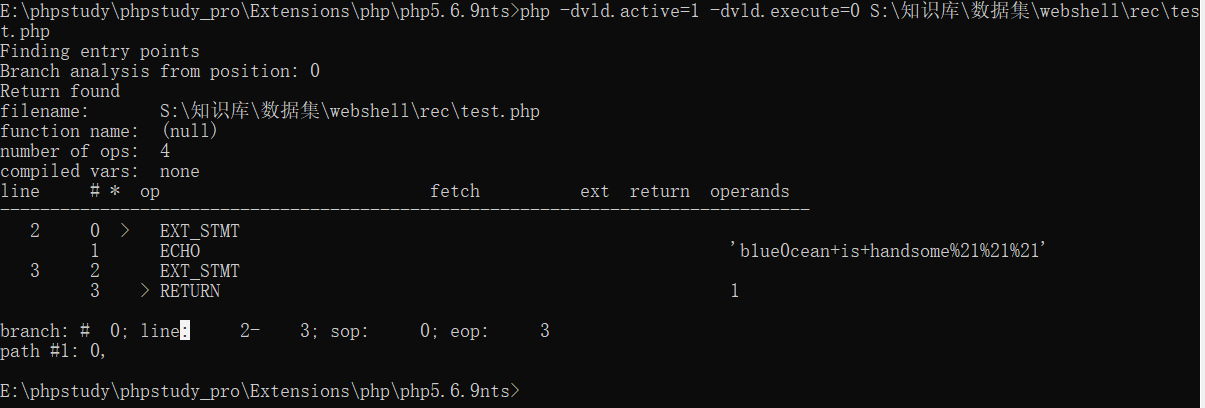 E:\phpstudy\phpstudy_pro\Extensions\php\php5.6.9nts>php -dvld.active=1 -dvld.execute=0 S:\知识库\数据集\webshell\rec\tes
t.php
Finding entry points
Branch analysis from position: 0
Return found
filename:       S:\知识库\数据集\webshell\rec\test.php
function name:  (null)
number of ops:  4
compiled vars:  none
line     # *  op                           fetch          ext  return  operands
---------------------------------------------------------------------------------
   2     0  >   EXT_STMT
         1      ECHO                                                     'blue0cean+is+handsome%21%21%21'
   3     2      EXT_STMT
         3    > RETURN                                                   1
branch: #  0; line:     2-    3; sop:     0; eop:     3
path #1: 0,
E:\phpstudy\phpstudy_pro\Extensions\php\php5.6.9nts>